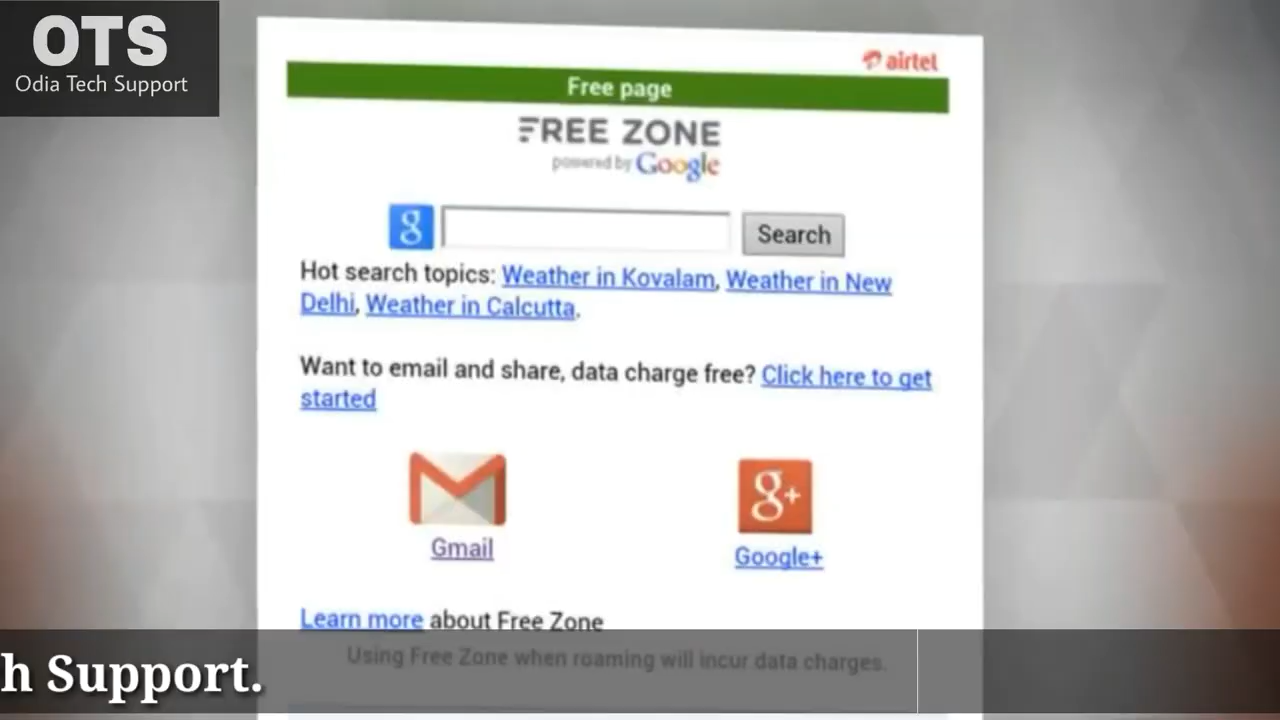 OTS
Odia Tech Support
airtel
Free page
FREE ZONE
powered by Google
g
Search
Hot search topics: Weather in Kovalam, Weather in New
Delhi, Weather in Calcutta.
Want to email and share, data charge free? Click here to get
started
g+
Gmail
Google+
Learn more about Free Zone
Using Free Zone when roaming will incur data charges.
h Support.